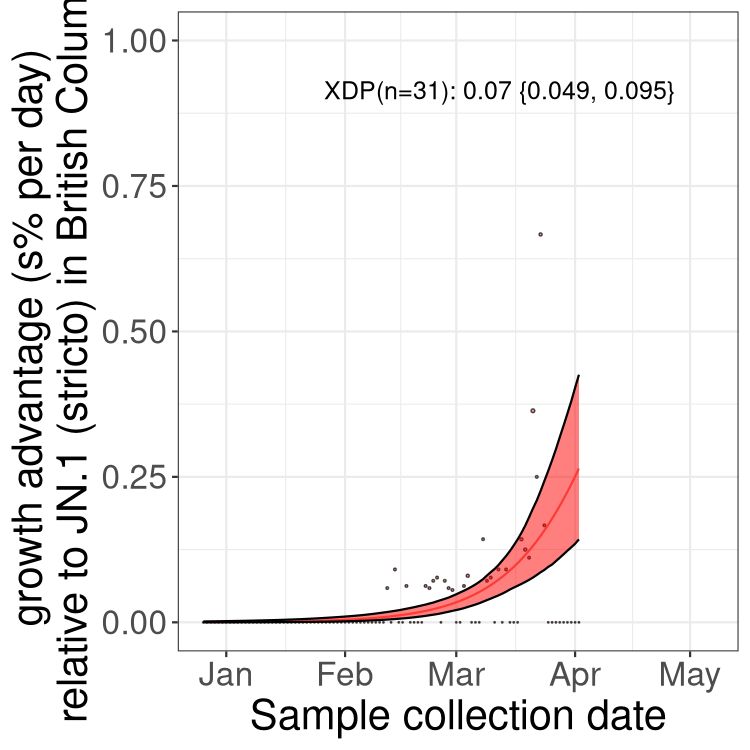 growth advantage (s% per day)
relative to JN.1 (stricto) in British Colum
1.00
0.75
0.50
0.25
0.00
XDP(n=31): 0.07 {0.049, 0.095}
Jan Feb Mar Apr May
Sample collection date